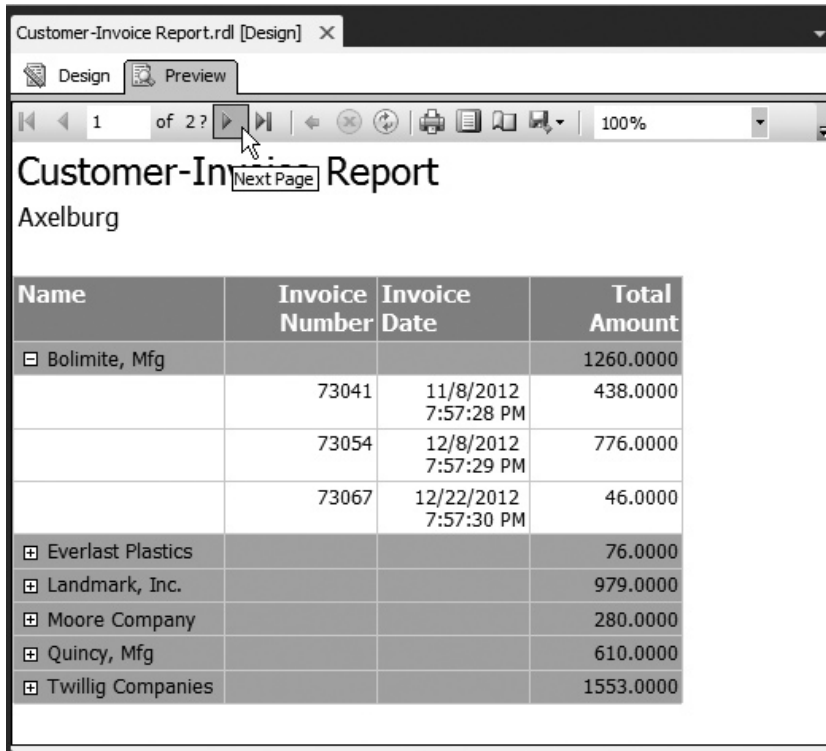 Customer-Invoice Report.rdl [Design]
Design Preview
1 of 2? 100%
Customer-Invoice Report
Next Page
Axelburg
Name Invoice Number Invoice Date Total Amount
Bolimite, Mfg 1260.0000
73041 11/8/2012 7:57:28 PM 438.0000
73054 12/8/2012 7:57:29 PM 776.0000
73067 12/22/2012 7:57:30 PM 46.0000
Everlast Plastics 76.0000
Landmark, Inc. 979.0000
Moore Company 280.0000
Quincy, Mfg 610.0000
Twillig Companies 1553.0000